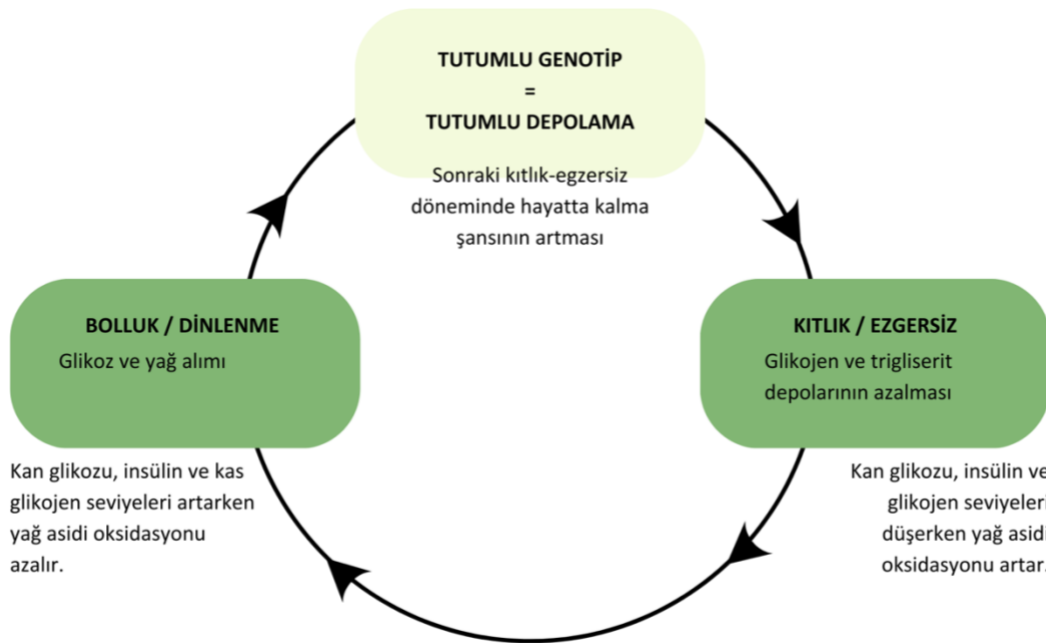 TUTUMLU GENOTİP
=
TUTUMLU DEPOLAMA
Sonraki kıtlık-egzersiz
döneminde hayatta kalma
şansının artması
BOLLUK / DİNLENME
Glikoz ve yağ alımı
KITLIK / EZGERSİZ
Glikojen ve trigliserit
depolarının azalması
Kan glikozu, insülin ve kas
glikojen seviyeleri artarken
yağ asidi oksidasyonu
azalır.
Kan glikozu, insülin ve
glikojen seviyeleri
düşerken yağ asidi
oksidasyonu artar.